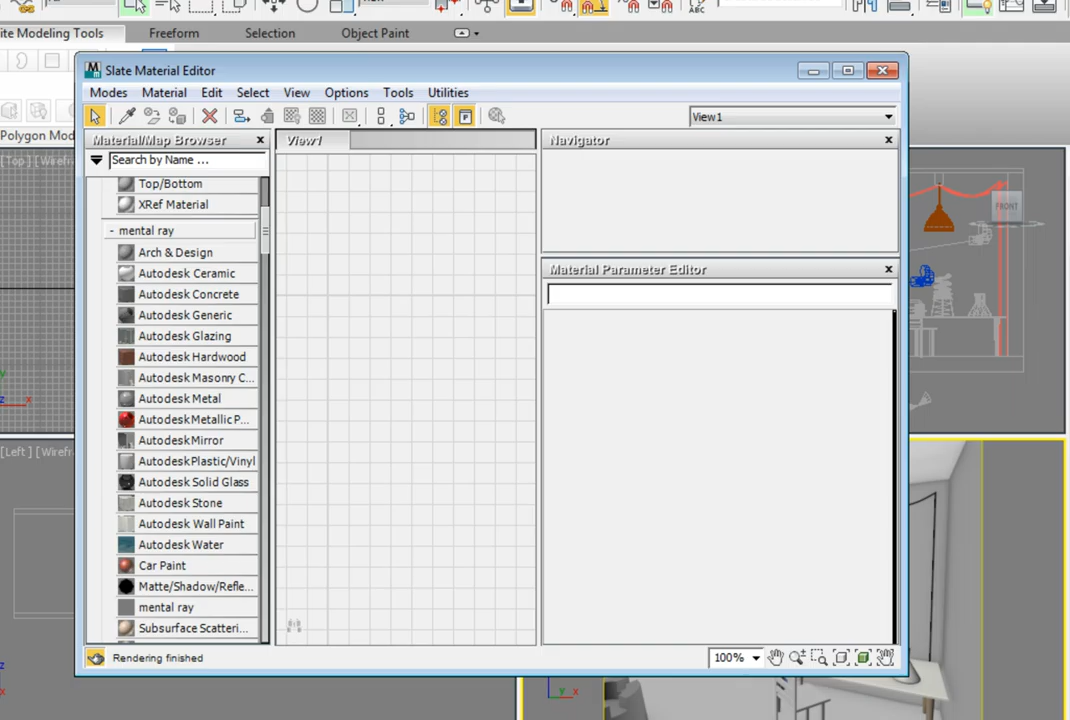 ite Modeling Tools
Freeform
Selection
Object Paint
Slate Material Editor
Modes
Material
Edit
Select
View
Options
Tools
Utilities
View1
Polygon Mod
Material/Map Browser
View1
Navigator
[Top ] [Wirefr
Search by Name ...
Top/Bottom
XRef Material
FRONT
- mental ray
Arch & Design
Autodesk Ceramic
Material Parameter Editor
Autodesk Concrete
Autodesk Generic
Autodesk Glazing
Autodesk Hardwood
Autodesk Masonry C...
Autodesk Metal
Autodesk Metallic P...
Autodesk Mirror
[Left ] [Wirefr
Autodesk Plastic/Vinyl
Autodesk Solid Glass
Autodesk Stone
Autodesk Wall Paint
Autodesk Water
Car Paint
Matte/Shadow/Refle...
mental ray
Subsurface Scatteri...
Rendering finished
100%
y
x
z
x
z
x
y x